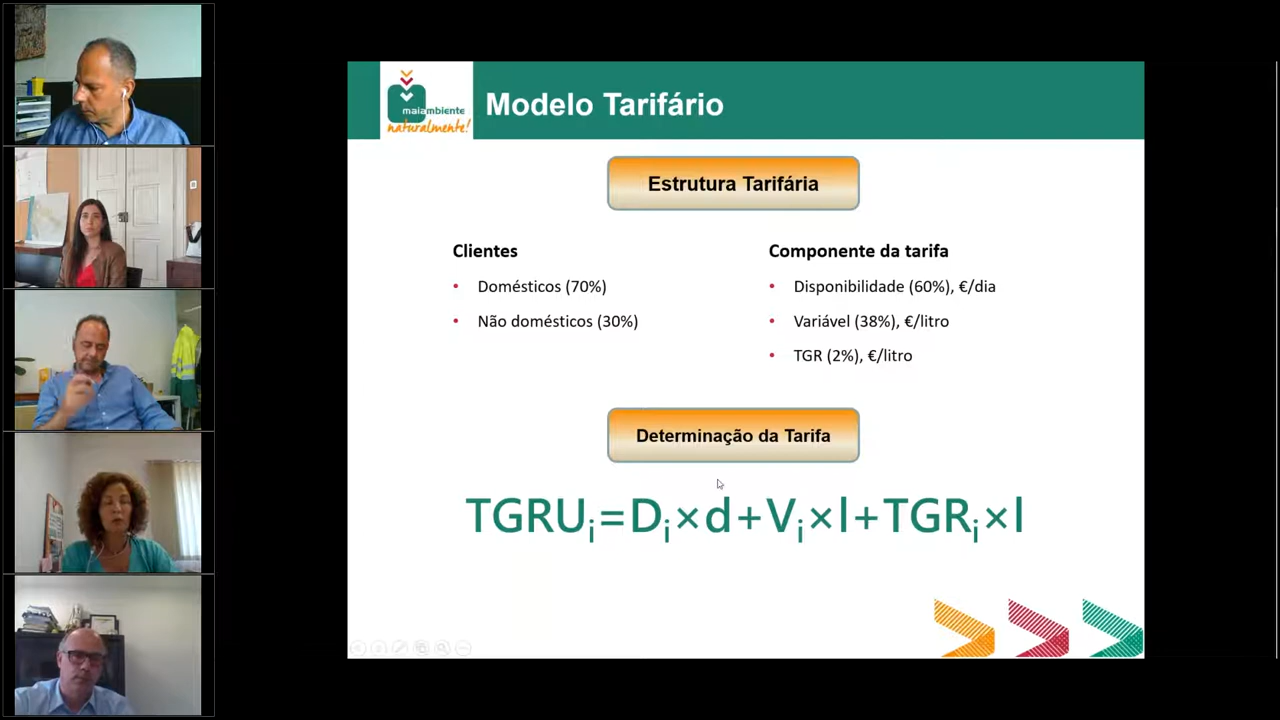 maiambiente
naturalmente!
Modelo Tarifário
Estrutura Tarifária
Clientes
• Domésticos (70%)
• Não domésticos (30%)
Componente da tarifa
• Disponibilidade (60%), €/dia
• Variável (38%), €/litro
• TGR (2%), €/litro
Determinação da Tarifa
TGRUᵢ=Dᵢ×d+Vᵢ×l+TGRᵢ×l